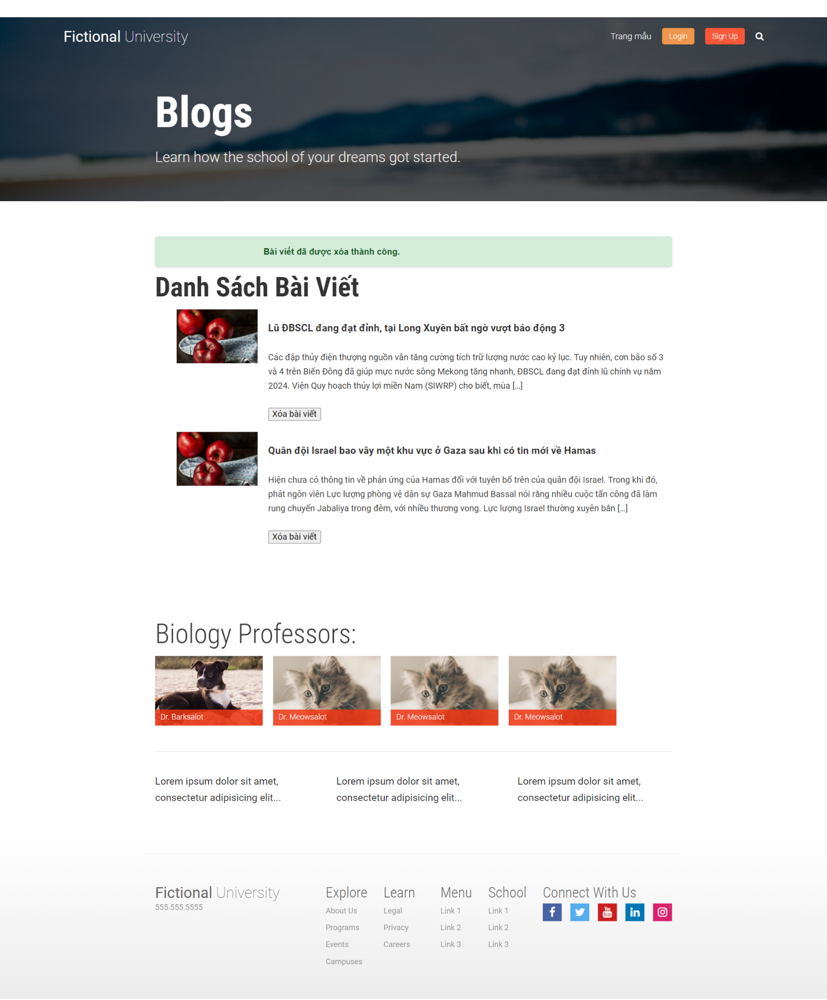 Fictional University
Trang mẫu
Login
Sign Up
Blogs
Learn how the school of your dreams got started.
Bài viết đã được xóa thành công.
Danh Sách Bài Viết
Lũ ĐBSCL đang đạt đỉnh, tại Long Xuyên bất ngờ vượt báo động 3
Các đập thủy điện thượng nguồn vẫn tăng cường tích trữ lượng nước cao kỷ lục. Tuy nhiên, cơn bão số 3
và 4 trên Biển Đông đã giúp mực nước sông Mekong tăng nhanh, ĐBSCL đang đạt đỉnh lũ chính vụ năm
2024. Viện Quy hoạch thủy lợi miền Nam (SIWRP) cho biết, mùa […]
Xóa bài viết
Quân đội Israel bao vây một khu vực ở Gaza sau khi có tin mới về Hamas
Hiện chưa có thông tin về phản ứng của Hamas đối với tuyên bố trên của quân đội Israel. Trong khi đó,
phát ngôn viên Lực lượng phòng vệ dân sự Gaza Mahmud Bassal nói rằng nhiều cuộc tấn công đã làm
rung chuyển Jabaliya trong đêm, với nhiều thương vong. Lực lượng Israel thường xuyên bắn […]
Xóa bài viết
Biology Professors:
Dr. Barksalot
Dr. Meowsalot
Dr. Meowsalot
Dr. Meowsalot
Lorem ipsum dolor sit amet,
consectetur adipisicing elit...
Lorem ipsum dolor sit amet,
consectetur adipisicing elit...
Lorem ipsum dolor sit amet,
consectetur adipisicing elit...
Fictional University
555.555.5555
Explore
About Us
Programs
Events
Campuses
Learn
Legal
Privacy
Careers
Menu
Link 1
Link 2
Link 3
School
Link 1
Link 2
Link 3
Connect With Us
You
Tube